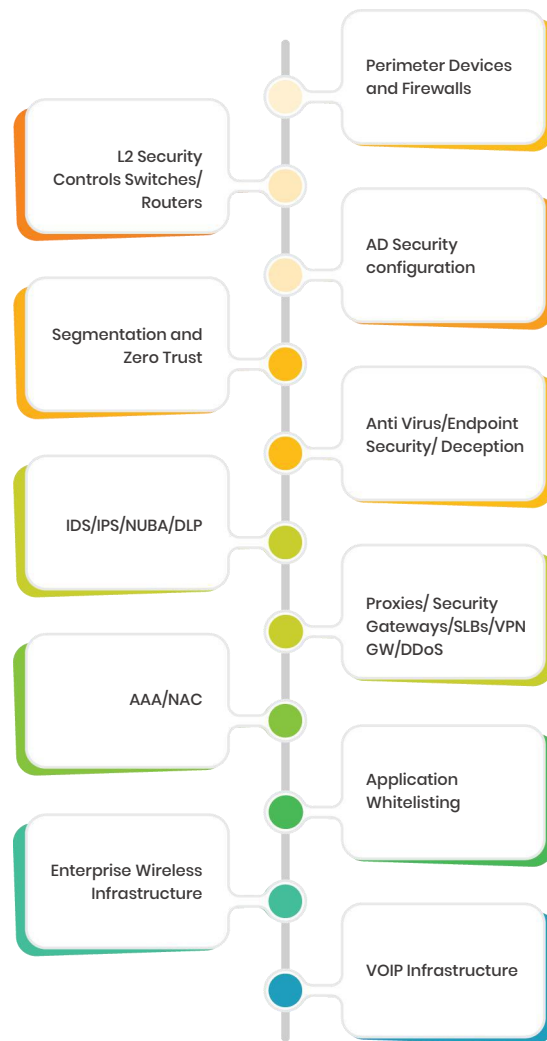 Perimeter Devices
and Firewalls
L2 Security
Controls Switches/
Routers
AD Security
configuration
Segmentation and
Zero Trust
Anti Virus/Endpoint
Security/ Deception
IDS/IPS/NUBA/DLP
Proxies/ Security
Gateways/SLBs/VPN
GW/DDoS
AAA/NAC
Application
Whitelisting
Enterprise Wireless
Infrastructure
VOIP Infrastructure